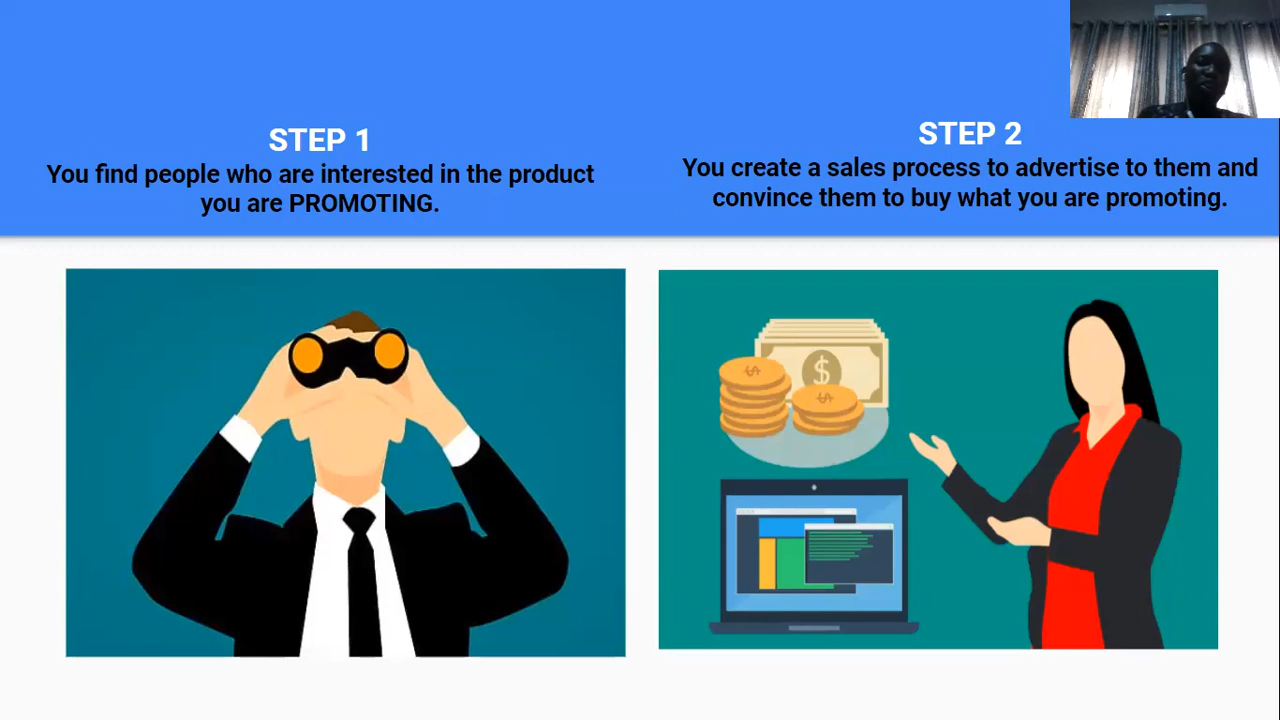 STEP 1
You find people who are interested in the product
you are PROMOTING.
STEP 2
You create a sales process to advertise to them and
convince them to buy what you are promoting.
$